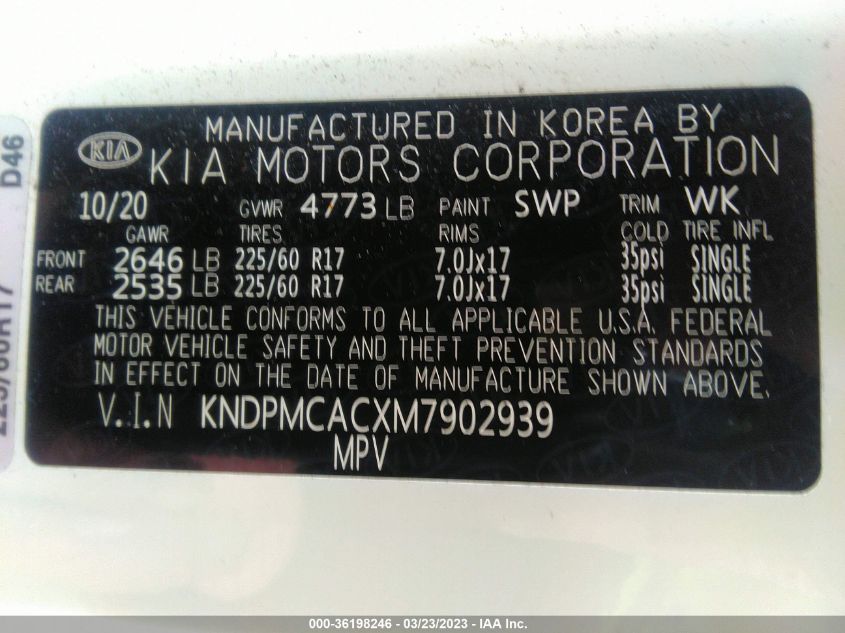 MANUFACTURED IN KOREA BY
KIA KIA MOTORS CORPORATION
10/20 GVWR 4773 LB PAINT SWP TRIM WK
GAWR TIRES RIMS COLD TIRE INFL
FRONT 2646 LB 225/60 R17 7.0Jx17 35psi SINGLE
REAR 2535 LB 225/60 R17 7.0Jx17 35psi SINGLE
THIS VEHICLE CONFORMS TO ALL APPLICABLE U.S.A. FEDERAL
MOTOR VEHICLE SAFETY AND THEFT PREVENTION STANDARDS
IN EFFECT ON THE DATE OF MANUFACTURE SHOWN ABOVE.
V.I.N KNDPMCACXM7902939
MPV
D46
225/60R17
000-36198246 - 03/23/2023 - IAA Inc.